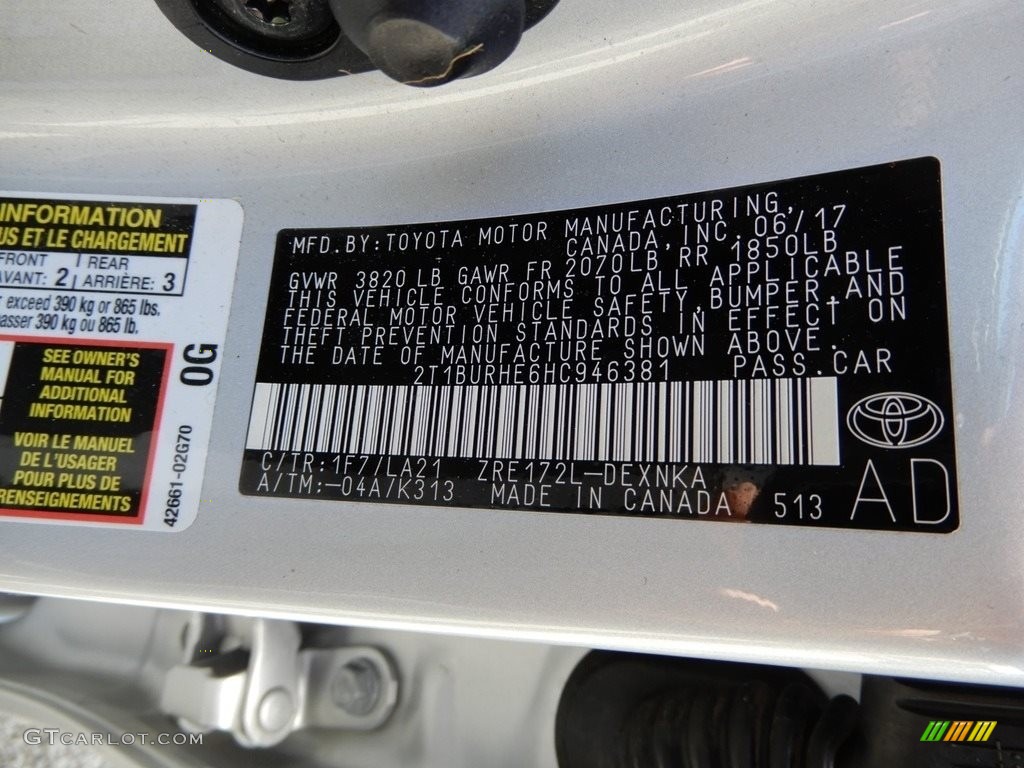 INFORMATION
US ET LE CHARGEMENT
FRONT REAR
AVANT: 2 ARRIÈRE: 3
exceed 390 kg or 865 lbs.
passer 390 kg ou 865 lb.
SEE OWNER'S
MANUAL FOR
ADDITIONAL
INFORMATION
VOIR LE MANUEL
DE L'USAGER
POUR PLUS DE
RENSEIGNEMENTS
0G
42661-02G70
MFD. BY: TOYOTA MOTOR MANUFACTURING,
CANADA, INC. 06/17
GVWR 3820 LB GAWR FR 2070LB RR 1850LB
THIS VEHICLE CONFORMS TO ALL APPLICABLE
FEDERAL MOTOR VEHICLE SAFETY, BUMPER, AND
THEFT PREVENTION STANDARDS IN EFFECT ON
THE DATE OF MANUFACTURE SHOWN ABOVE.
2T1BURHE6HC946381 PASS.CAR
C/TR: 1F7/LA21 ZRE172L-DEXNKA
A/TM: -04A/K313 MADE IN CANADA 513
AD
GTCARLOT.COM